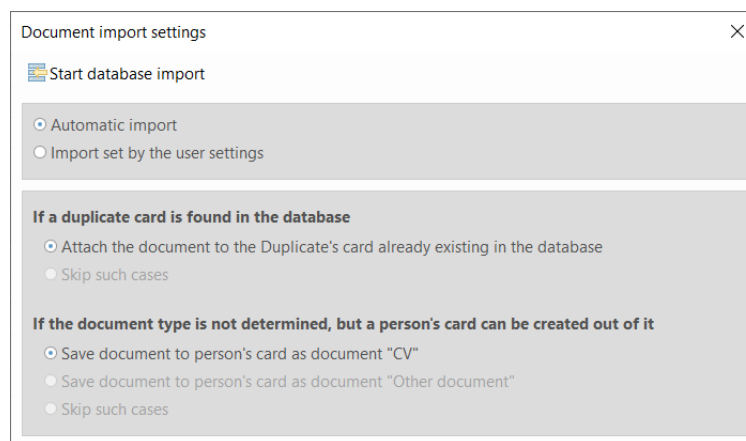 Document import settings
Start database import
Automatic import
Import set by the user settings
If a duplicate card is found in the database
Attach the document to the Duplicate's card already existing in the database
Skip such cases
If the document type is not determined, but a person's card can be created out of it
Save document to person's card as document "CV"
Save document to person's card as document "Other document"
Skip such cases